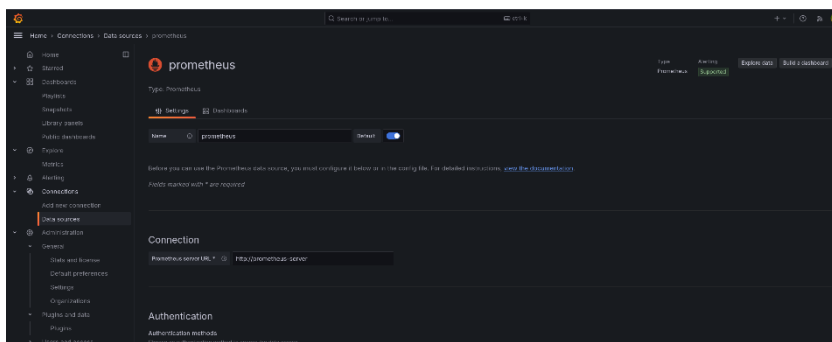 Search or jump to...
ctrl+k
Home > Connections > Data sources > prometheus
Home
Starred
Dashboards
Playlists
Snapshots
Library panels
Public dashboards
Explore
Metrics
Alerting
Connections
Add new connection
Data sources
Administration
General
Stats and license
Default preferences
Settings
Organizations
Plugins and data
Plugins
prometheus
Type: Prometheus
Type
Prometheus
Alerting
Supported
Explore data
Build a dashboard
Settings
Dashboards
Name
prometheus
Default
Before you can use the Prometheus data source, you must configure it below or in the config file. For detailed instructions, view the documentation.
Fields marked with * are required
Connection
Prometheus server URL *
http://prometheus-server
Authentication
Authentication methods